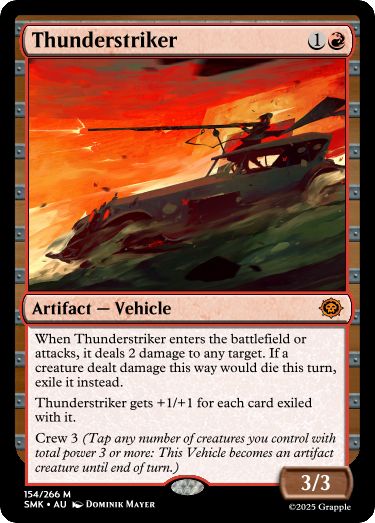 Thunderstriker 1
Artifact — Vehicle
When Thunderstriker enters the battlefield or
attacks, it deals 2 damage to any target. If a
creature dealt damage this way would die this turn,
exile it instead.
Thunderstriker gets +1/+1 for each card exiled
with it.
Crew 3 (Tap any number of creatures you control with
total power 3 or more: This Vehicle becomes an artifact
creature until end of turn.)
3/3
154/266 M
SMK • AU Dominik Mayer
©2025 Grapple